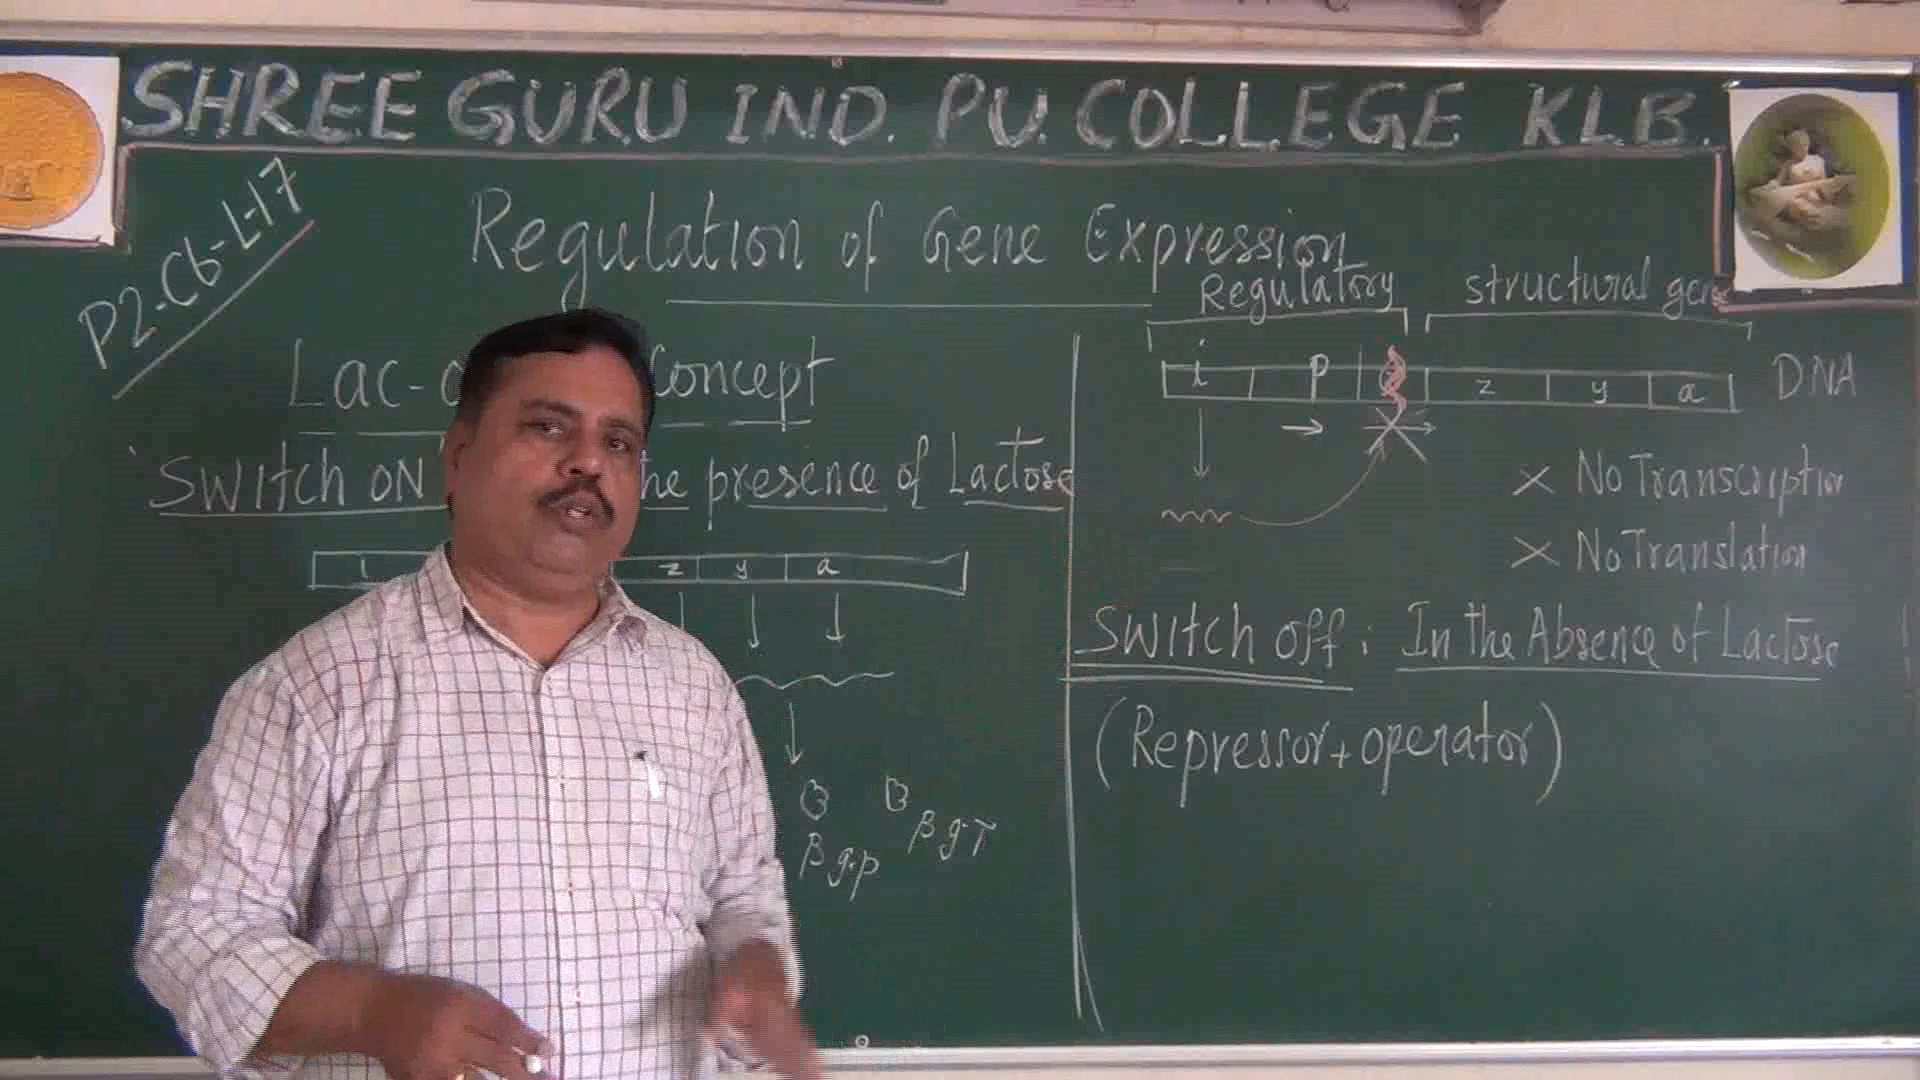 SHREE GURU IND. PU. COLLEGE KLB.
P2-C6-L-17
Regulation of Gene Expression
Lac- Concept
Switch ON the presence of Lactose
i z y a
β g.p
β g.T
Regulatory structural gene
i p z y a DNA
X No Transcription
X No Translation
Switch off : In the Absence of Lactose
(Repressor + operator)